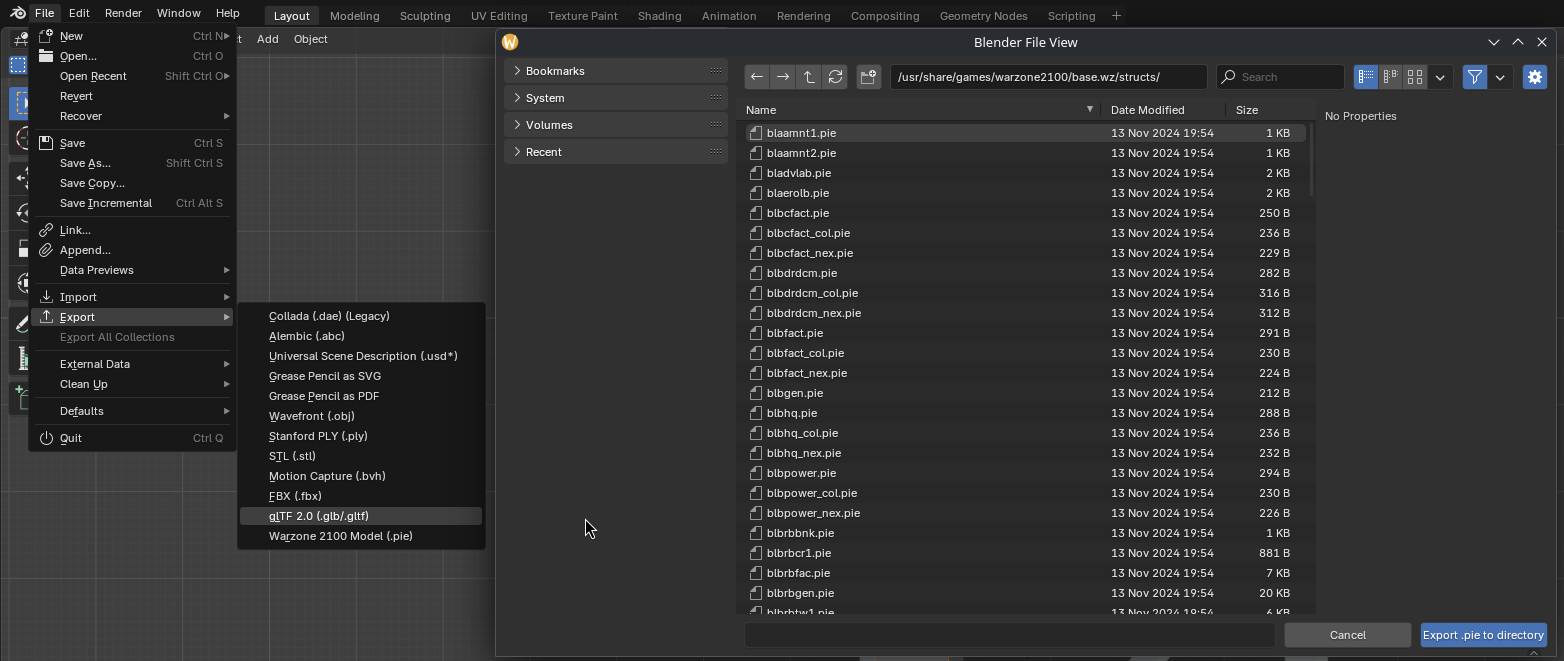 File Edit Render Window Help Layout Modeling Sculpting UV Editing Texture Paint Shading Animation Rendering Compositing Geometry Nodes Scripting +
t Add Object
New Ctrl N
Open... Ctrl O
Open Recent Shift Ctrl O
Revert
Recover
Save Ctrl S
Save As... Shift Ctrl S
Save Copy...
Save Incremental Ctrl Alt S
Link...
Append...
Data Previews
Import
Export
Export All Collections
External Data
Clean Up
Defaults
Quit Ctrl Q
Collada (.dae) (Legacy)
Alembic (.abc)
Universal Scene Description (.usd*)
Grease Pencil as SVG
Grease Pencil as PDF
Wavefront (.obj)
Stanford PLY (.ply)
STL (.stl)
Motion Capture (.bvh)
FBX (.fbx)
glTF 2.0 (.glb/.gltf)
Warzone 2100 Model (.pie)
Blender File View
Bookmarks
System
Volumes
Recent
/usr/share/games/warzone2100/base.wz/structs/ Search
Name Date Modified Size
blaamnt1.pie 13 Nov 2024 19:54 1 KB
blaamnt2.pie 13 Nov 2024 19:54 1 KB
bladvlab.pie 13 Nov 2024 19:54 2 KB
blaerolb.pie 13 Nov 2024 19:54 2 KB
blbcfact.pie 13 Nov 2024 19:54 250 B
blbcfact_col.pie 13 Nov 2024 19:54 236 B
blbcfact_nex.pie 13 Nov 2024 19:54 229 B
blbdrdcm.pie 13 Nov 2024 19:54 282 B
blbdrdcm_col.pie 13 Nov 2024 19:54 316 B
blbdrdcm_nex.pie 13 Nov 2024 19:54 312 B
blbfact.pie 13 Nov 2024 19:54 291 B
blbfact_col.pie 13 Nov 2024 19:54 230 B
blbfact_nex.pie 13 Nov 2024 19:54 224 B
blbgen.pie 13 Nov 2024 19:54 212 B
blbhq.pie 13 Nov 2024 19:54 288 B
blbhq_col.pie 13 Nov 2024 19:54 236 B
blbhq_nex.pie 13 Nov 2024 19:54 232 B
blbpower.pie 13 Nov 2024 19:54 294 B
blbpower_col.pie 13 Nov 2024 19:54 230 B
blbpower_nex.pie 13 Nov 2024 19:54 226 B
blbrbbnk.pie 13 Nov 2024 19:54 1 KB
blbrbcr1.pie 13 Nov 2024 19:54 881 B
blbrbfac.pie 13 Nov 2024 19:54 7 KB
blbrbgen.pie 13 Nov 2024 19:54 20 KB
blbrbtw1.pie 13 Nov 2024 19:54 6 KB
No Properties
Cancel Export .pie to directory